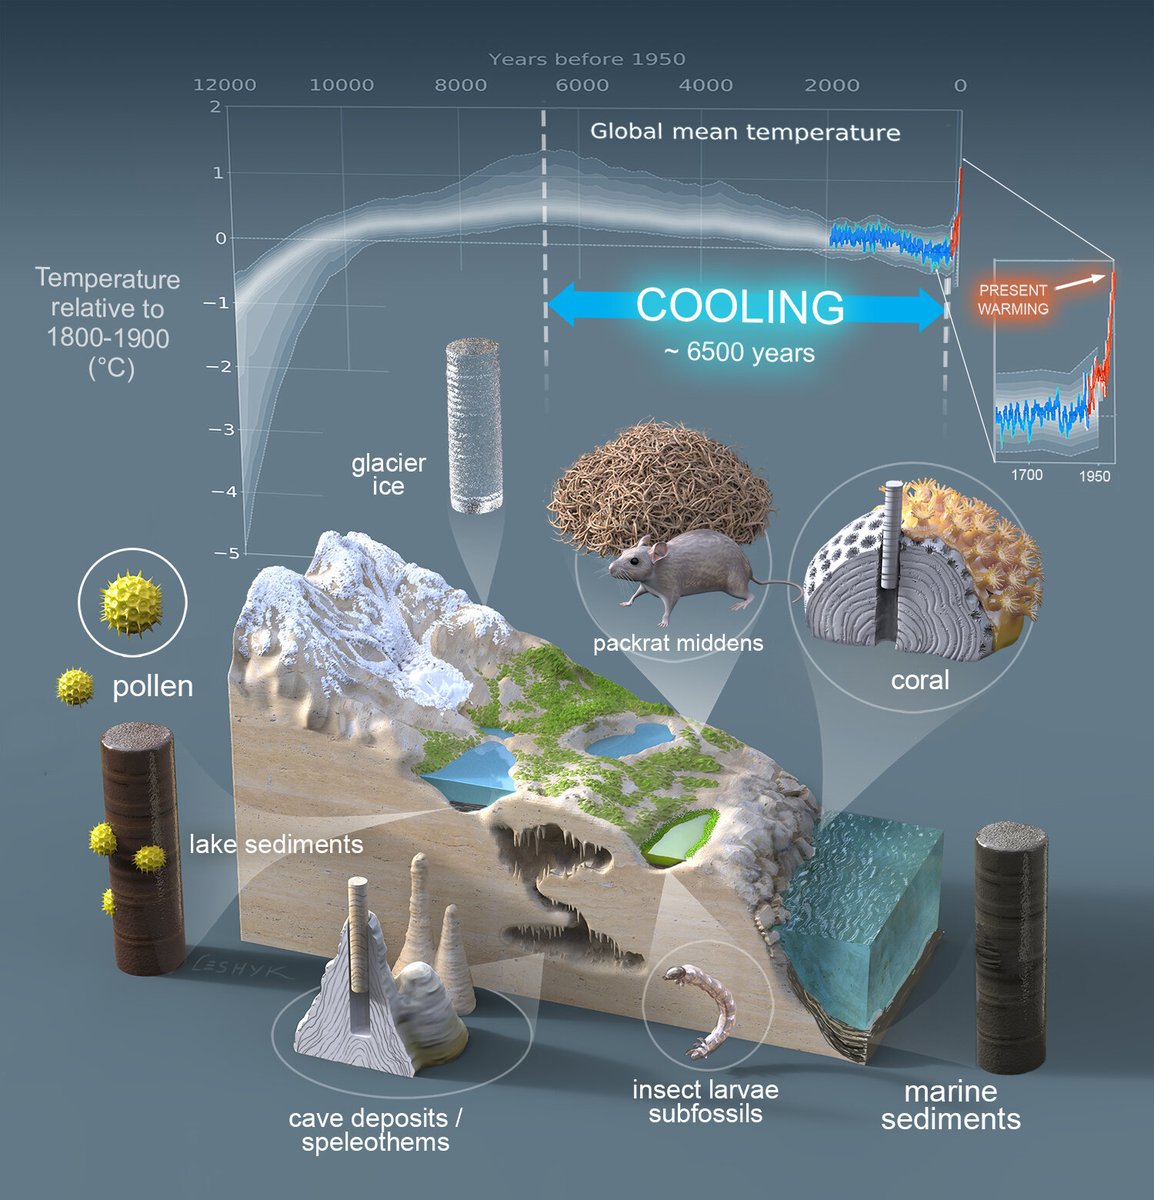 Years before 1950
12000 10000 8000 6000 4000 2000 0
2
1
0
−1
−2
−3
−4
−5
Global mean temperature
Temperature
relative to
1800-1900
(°C)
COOLING
~ 6500 years
PRESENT
WARMING
1700 1950
glacier
ice
packrat middens
coral
pollen
lake sediments
CESHYK
cave deposits /
speleothems
insect larvae
subfossils
marine
sediments